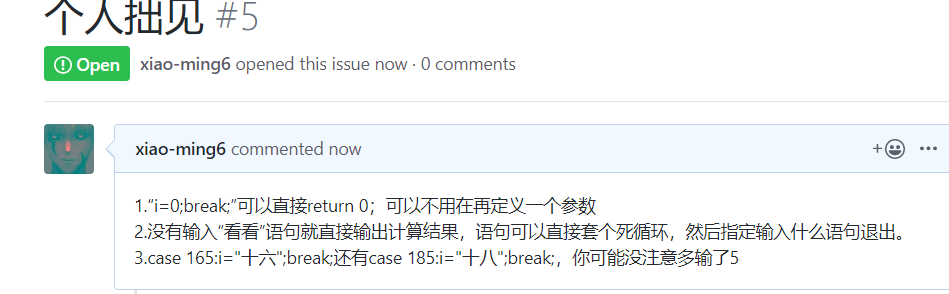 个人拙见 #5
Open xiao-ming6 opened this issue now · 0 comments
xiao-ming6 commented now
1.“i=0;break;”可以直接return 0；可以不用在再定义一个参数
2.没有输入“看看”语句就直接输出计算结果，语句可以直接套个死循环，然后指定输入什么语句退出。
3.case 165:i="十六";break;还有case 185:i="十八";break;，你可能没注意多输了5